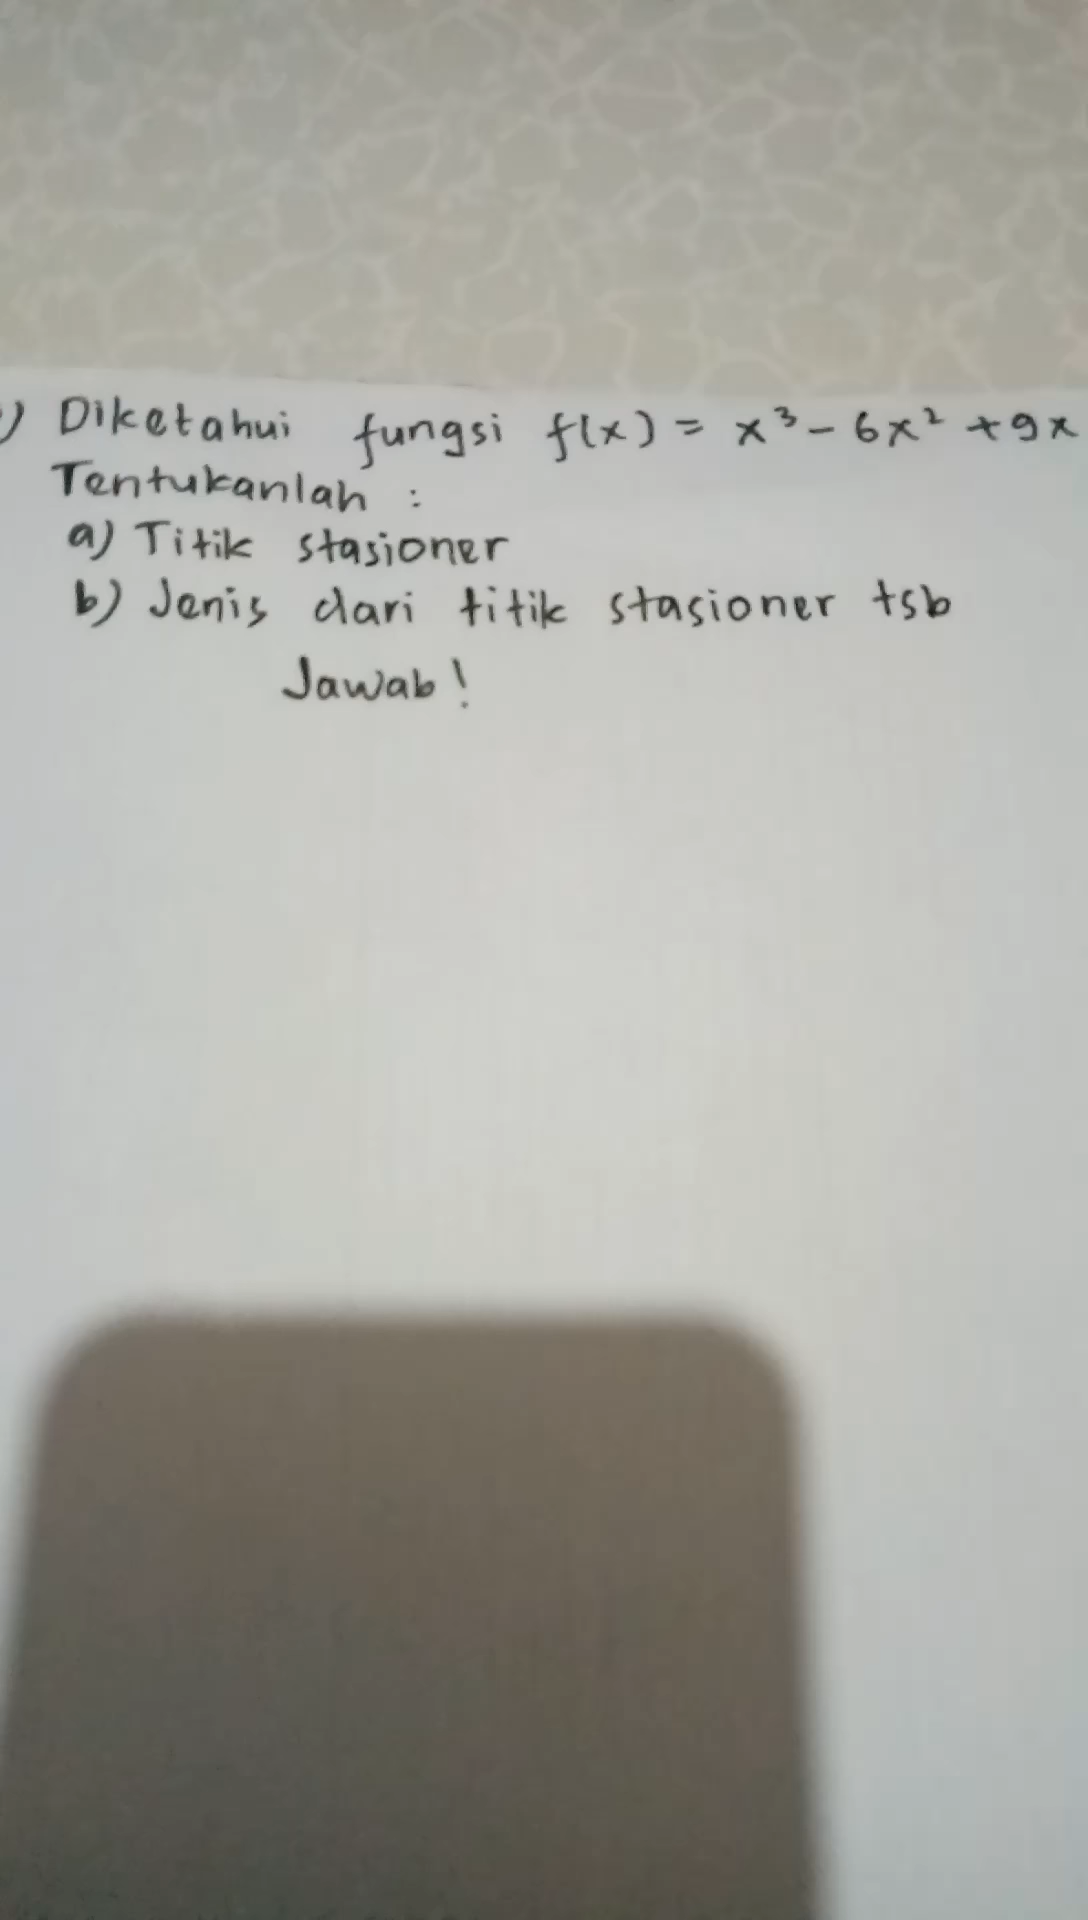 ) Diketahui fungsi f(x) = x³ - 6x² + 9x
Tentukanlah :
a) Titik stasioner
b) Jenis dari titik stasioner tsb
Jawab !